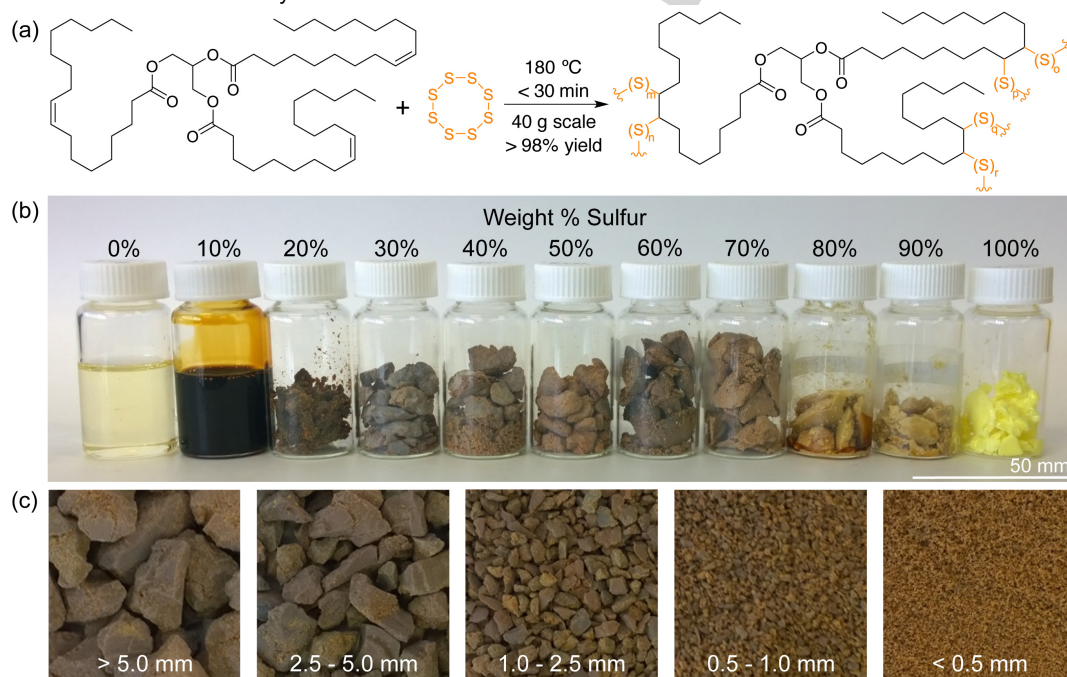 (a)
O
O
O
O
O
O
+
S S
S S
S S
S S
180 ºC
< 30 min
40 g scale
> 98% yield
O
O
O
O
O
O
(S)m
(S)n
(S)o
(S)p
(S)q
(S)r
(b)
Weight % Sulfur
0% 10% 20% 30% 40% 50% 60% 70% 80% 90% 100%
50 mm
(c)
> 5.0 mm 2.5 - 5.0 mm 1.0 - 2.5 mm 0.5 - 1.0 mm < 0.5 mm